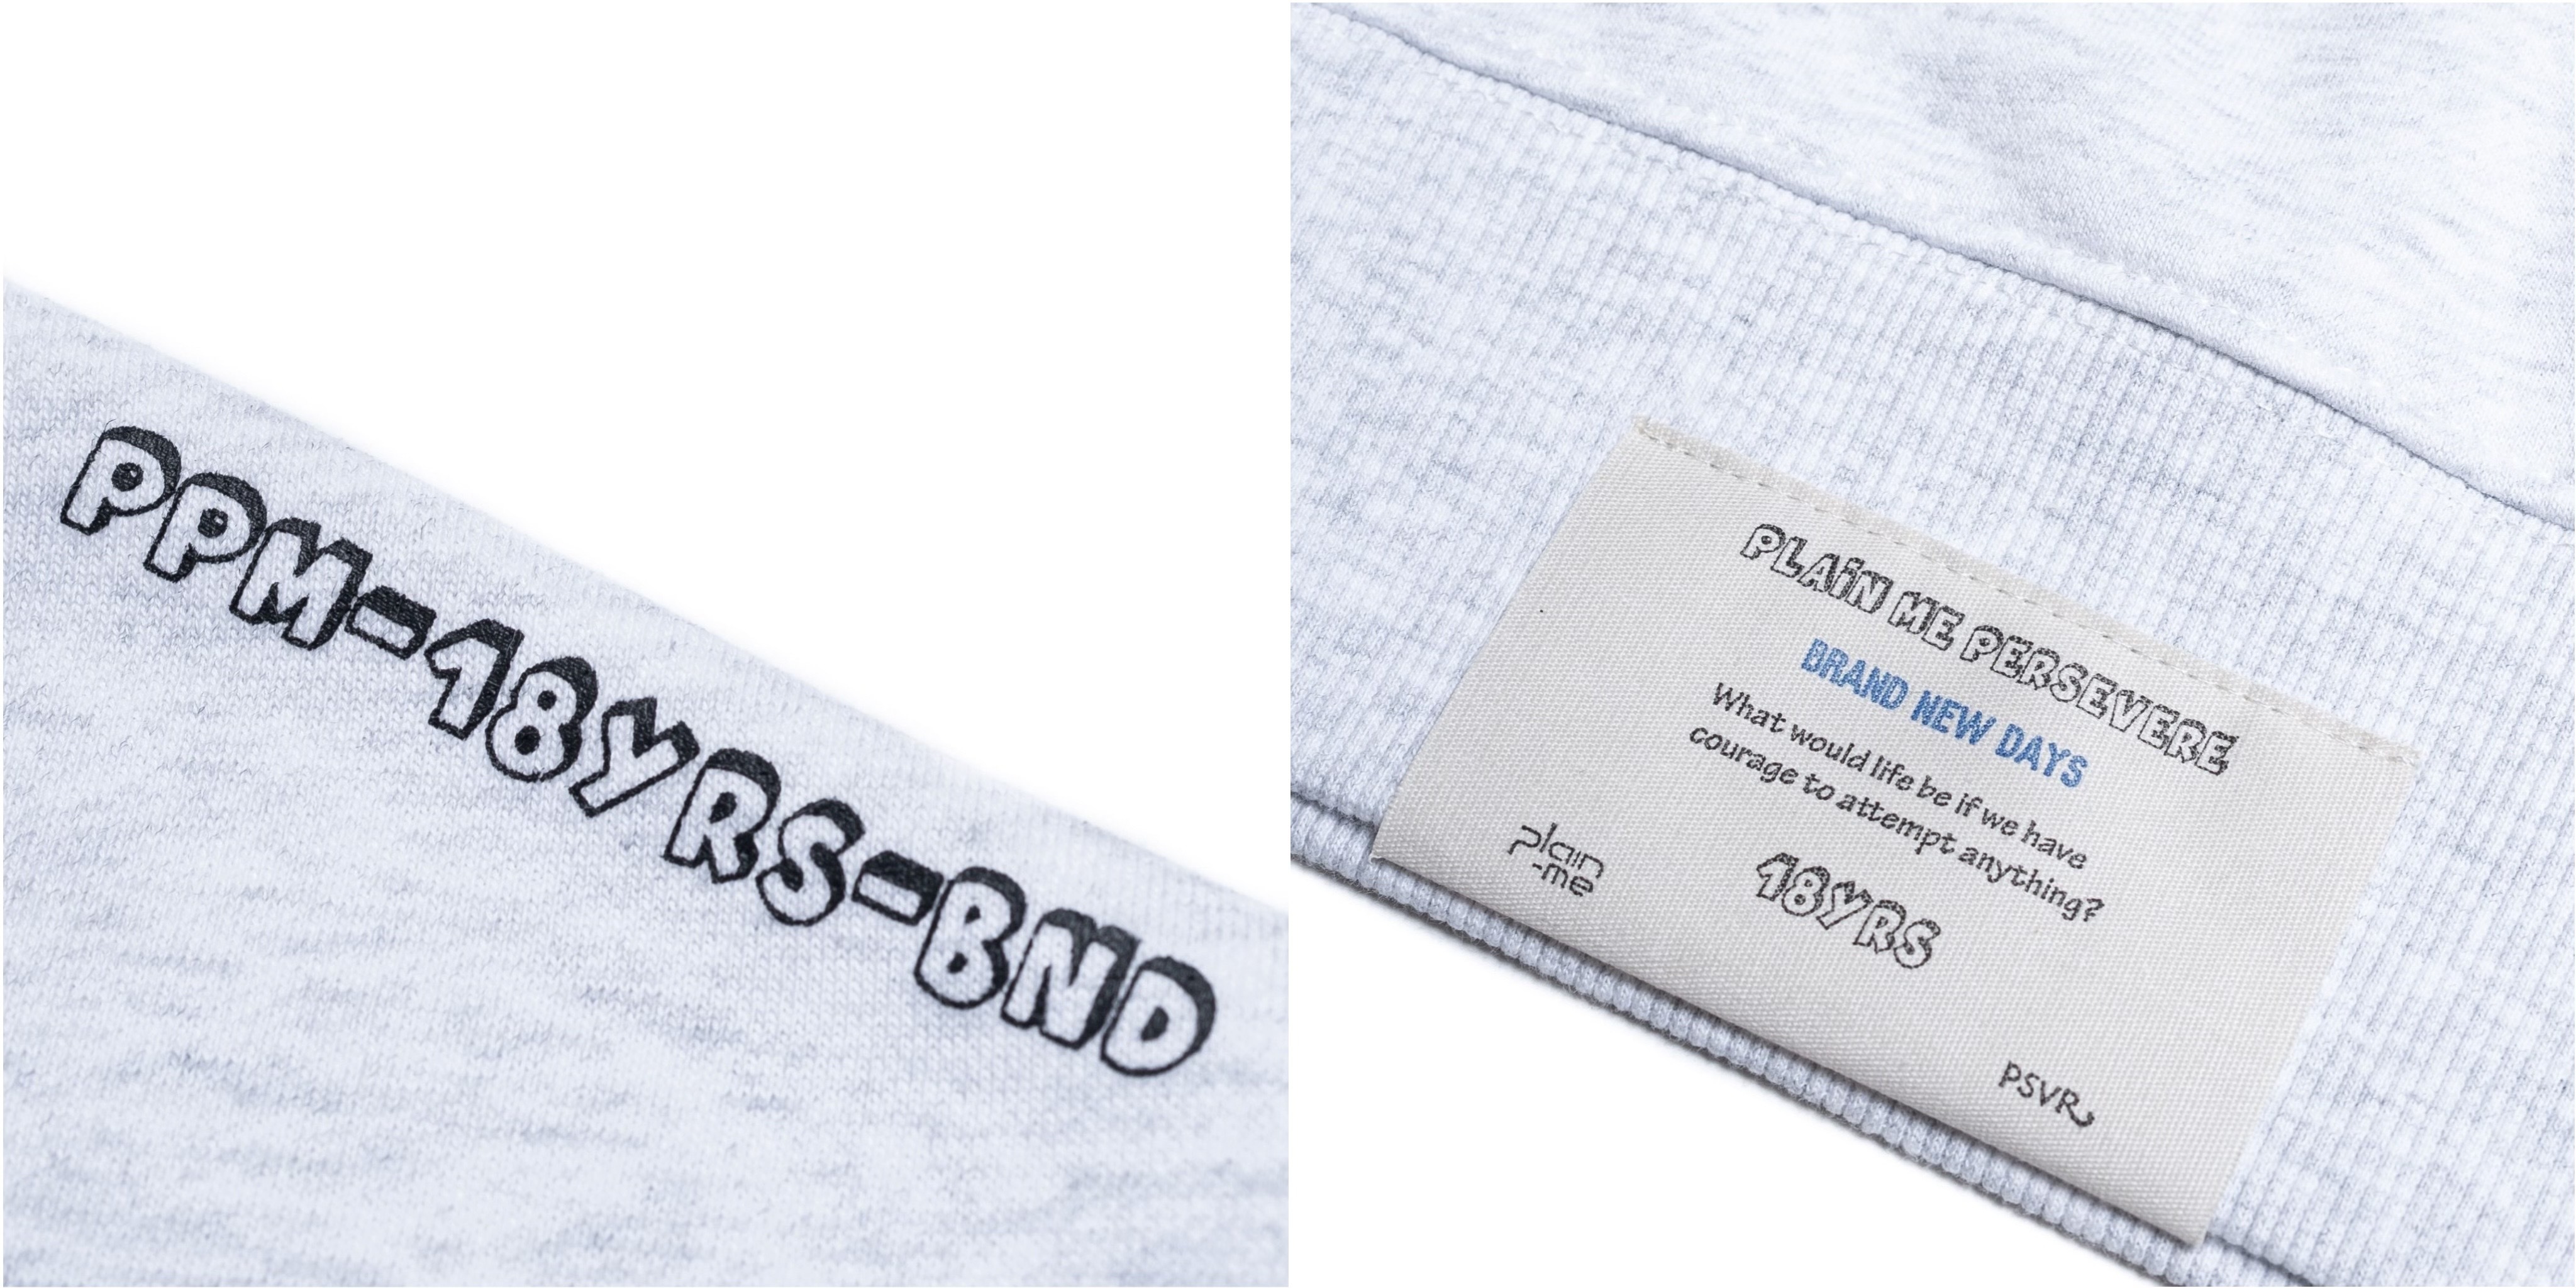 PPM-18YRS-BND
PLAiN ME PERSEVERE
BRAND NEW DAYS
What would life be if we have
courage to attempt anything?
18YRS
plain
-me
PSVR